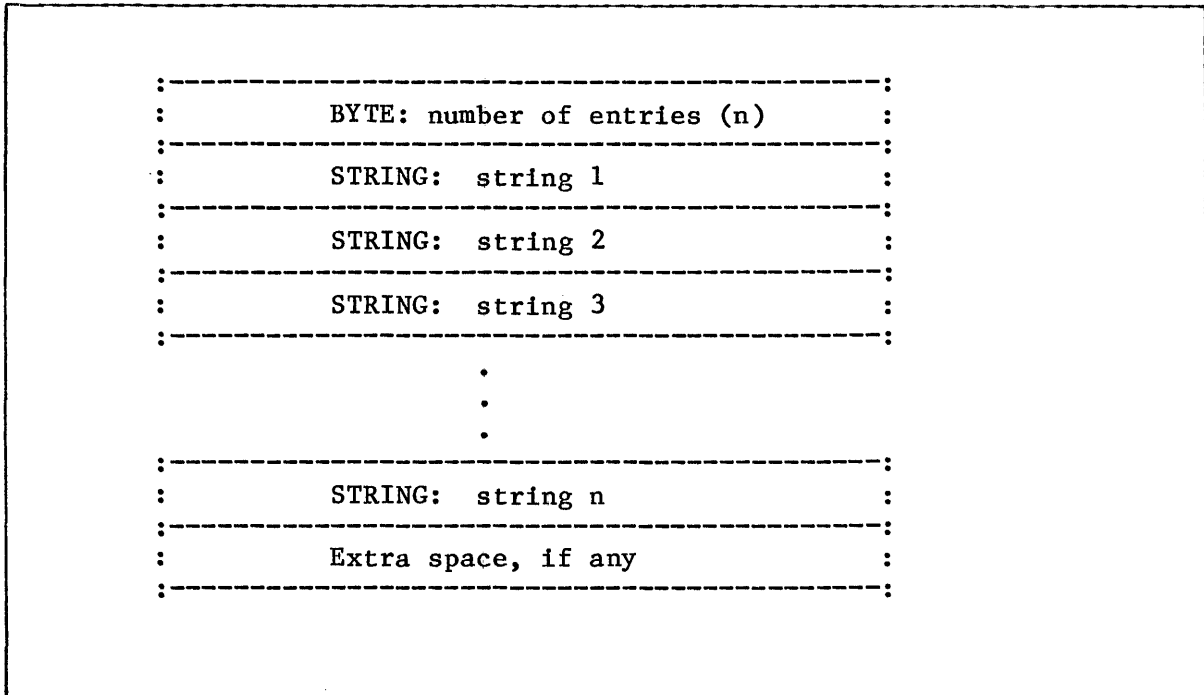 :-----------------------------------------:
: BYTE: number of entries (n) :
:-----------------------------------------:
: STRING: string 1 :
:-----------------------------------------:
: STRING: string 2 :
:-----------------------------------------:
: STRING: string 3 :
:-----------------------------------------:
.
.
.
:-----------------------------------------:
: STRING: string n :
:-----------------------------------------:
: Extra space, if any :
:-----------------------------------------: